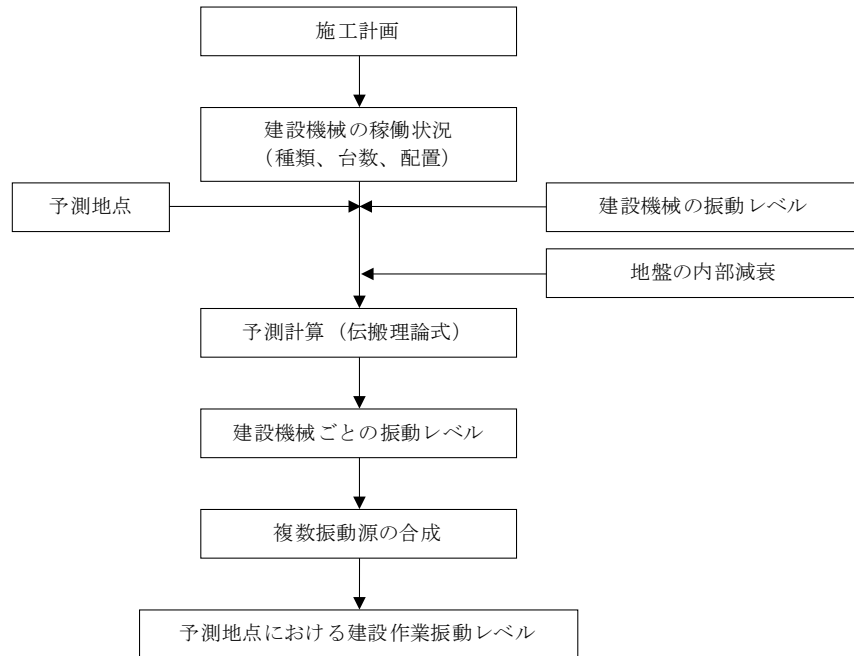 施工計画
建設機械の稼働状況
（種類、台数、配置）
予測地点
建設機械の振動レベル
地盤の内部減衰
予測計算（伝搬理論式）
建設機械ごとの振動レベル
複数振動源の合成
予測地点における建設作業振動レベル